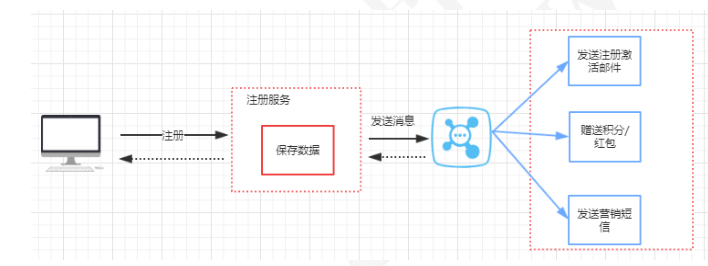 注册
注册服务
保存数据
发送消息
发送注册激
活邮件
赠送积分/
红包
发送营销短
信